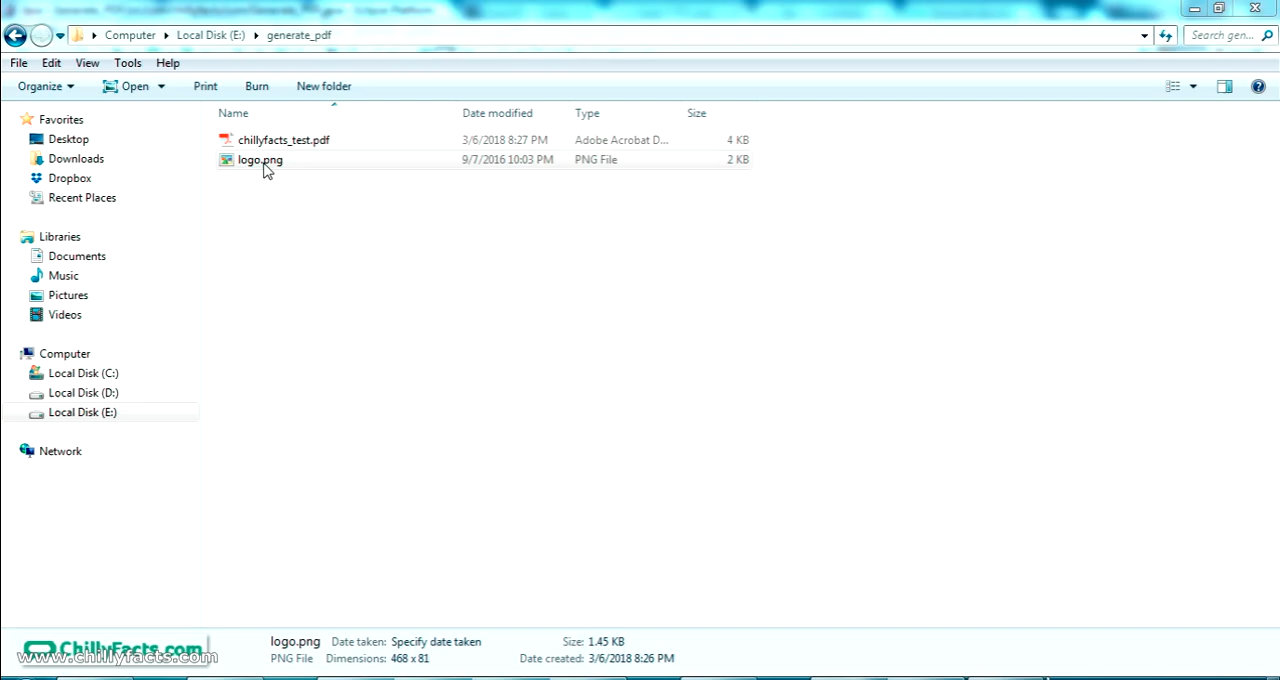 Computer Local Disk (E:) generate_pdf
Search gen...
File Edit View Tools Help
Organize Open Print Burn New folder
Name Date modified Type Size
chillyfacts_test.pdf 3/6/2018 8:27 PM Adobe Acrobat D... 4 KB
logo.png 9/7/2016 10:03 PM PNG File 2 KB
Favorites
Desktop
Downloads
Dropbox
Recent Places
Libraries
Documents
Music
Pictures
Videos
Computer
Local Disk (C:)
Local Disk (D:)
Local Disk (E:)
Network
ChillyFacts.com
www.chillyfacts.com
logo.png Date taken: Specify date taken Size: 1.45 KB
PNG File Dimensions: 468 x 81 Date created: 3/6/2018 8:26 PM